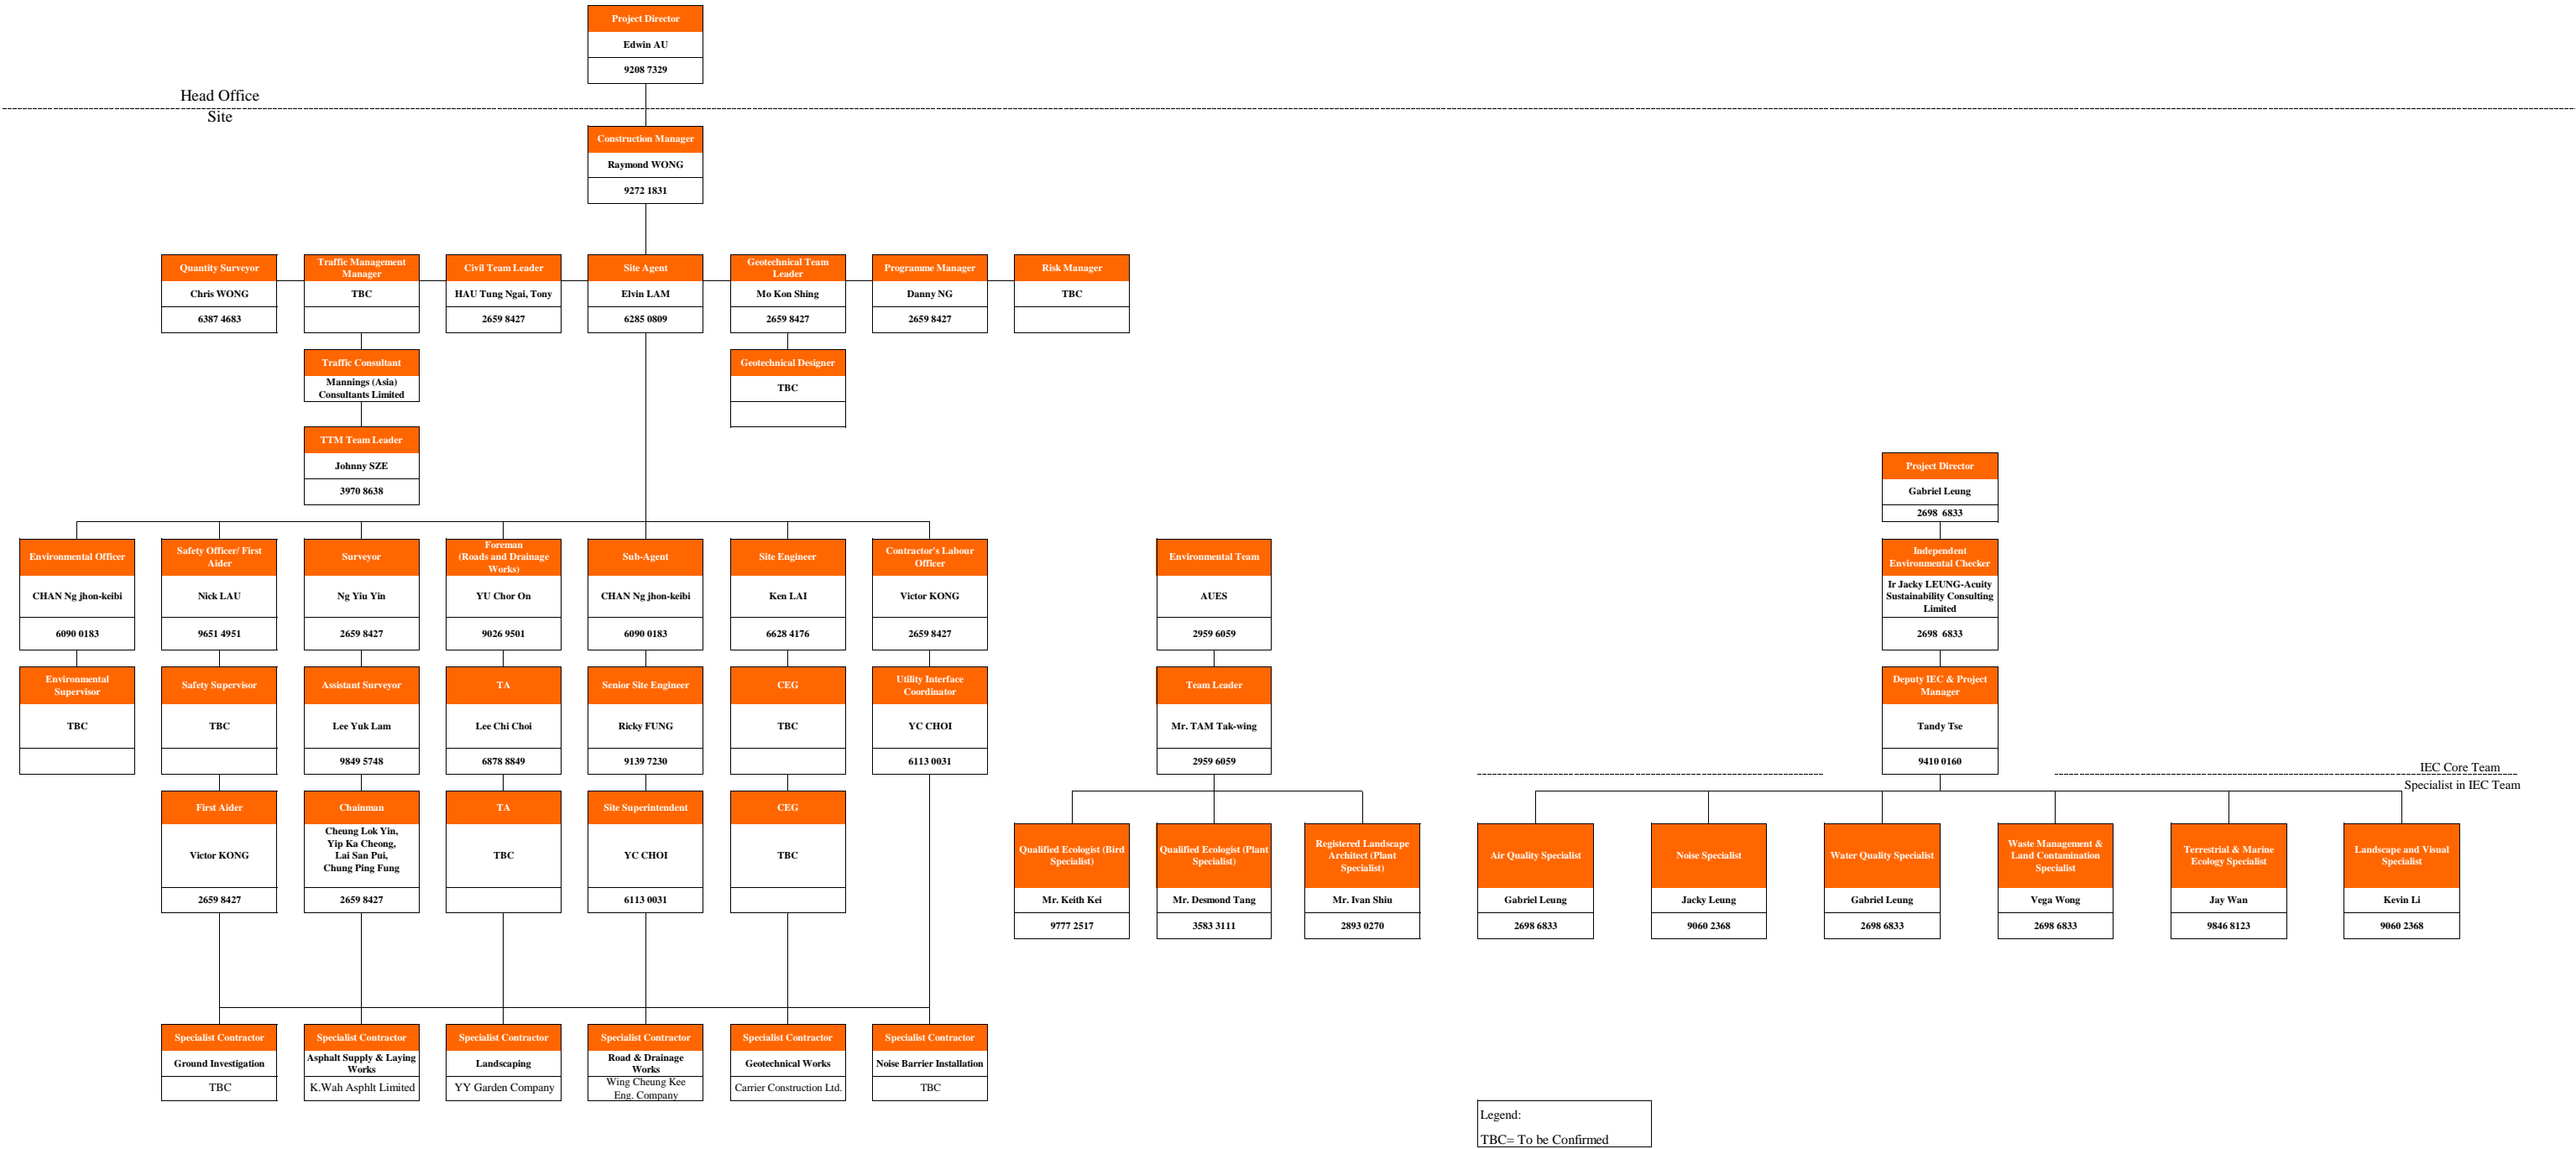 Project Director
Edwin AU
9208 7329
Head Office
Site
Construction Manager
Raymond WONG
9272 1831
Quantity Surveyor
Chris WONG
6387 4683
Traffic Management
Manager
TBC
Civil Team Leader
HAU Tung Ngai, Tony
2659 8427
Site Agent
Elvin LAM
6285 0809
Geotechnical Team
Leader
Mo Kon Shing
2659 8427
Programme Manager
Danny NG
2659 8427
Risk Manager
TBC
Traffic Consultant
Mannings (Asia)
Consultants Limited
Geotechnical Designer
TBC
TTM Team Leader
Johnny SZE
3970 8638
Project Director
Gabriel Leung
2698 6833
Environmental Officer
CHAN Ng jhon-keibi
6090 0183
Safety Officer/ First
Aider
Nick LAU
9651 4951
Surveyor
Ng Yiu Yin
2659 8427
Foreman
(Roads and Drainage
Works)
YU Chor On
9026 9501
Sub-Agent
CHAN Ng jhon-keibi
6090 0183
Site Engineer
Ken LAI
6628 4176
Contractor's Labour
Officer
Victor KONG
2659 8427
Environmental Team
AUES
2959 6059
Independent
Environmental Checker
Ir Jacky LEUNG-Acuity
Sustainability Consulting
Limited
2698 6833
Environmental
Supervisor
TBC
Safety Supervisor
TBC
Assistant Surveyor
Lee Yuk Lam
9849 5748
TA
Lee Chi Choi
6878 8849
Senior Site Engineer
Ricky FUNG
9139 7230
CEG
TBC
Utility Interface
Coordinator
YC CHOI
6113 0031
Team Leader
Mr. TAM Tak-wing
2959 6059
Deputy IEC & Project
Manager
Tandy Tse
9410 0160
IEC Core Team
Specialist in IEC Team
First Aider
Victor KONG
2659 8427
Chainman
Cheung Lok Yin,
Yip Ka Cheong,
Lai San Pui,
Chung Ping Fung
2659 8427
TA
TBC
Site Superintendent
YC CHOI
6113 0031
CEG
TBC
Qualified Ecologist (Bird
Specialist)
Mr. Keith Kei
9777 2517
Qualified Ecologist (Plant
Specialist)
Mr. Desmond Tang
3583 3111
Registered Landscape
Architect (Plant
Specialist)
Mr. Ivan Shiu
2893 0270
Air Quality Specialist
Gabriel Leung
2698 6833
Noise Specialist
Jacky Leung
9060 2368
Water Quality Specialist
Gabriel Leung
2698 6833
Waste Management &
Land Contamination
Specialist
Vega Wong
2698 6833
Terrestrial & Marine
Ecology Specialist
Jay Wan
9846 8123
Landscape and Visual
Specialist
Kevin Li
9060 2368
Specialist Contractor
Ground Investigation
TBC
Specialist Contractor
Asphalt Supply & Laying
Works
K.Wah Asphlt Limited
Specialist Contractor
Landscaping
YY Garden Company
Specialist Contractor
Road & Drainage
Works
Wing Cheung Kee
Eng. Company
Specialist Contractor
Geotechnical Works
Carrier Construction Ltd.
Specialist Contractor
Noise Barrier Installation
TBC
Legend:
TBC= To be Confirmed